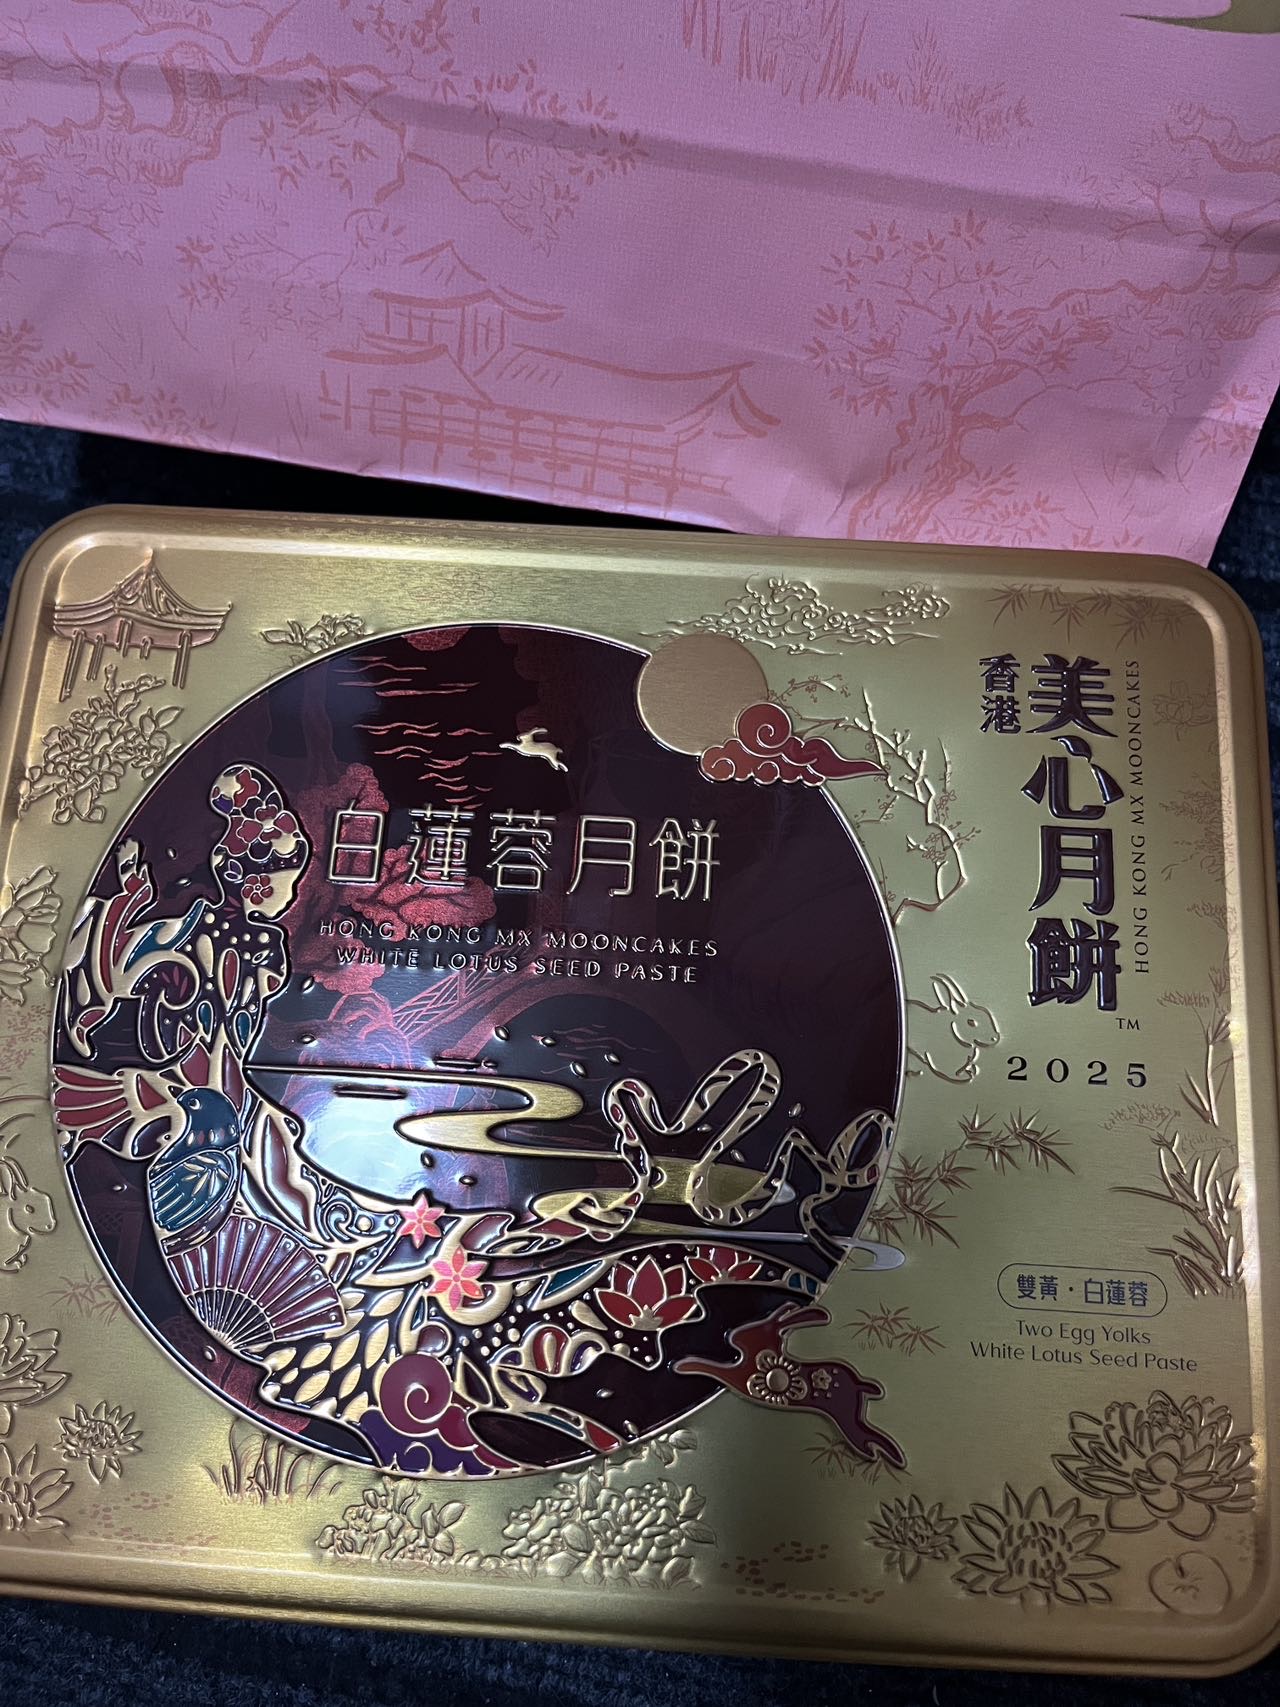 白蓮蓉月餅
HONG KONG MX MOONCAKES
WHITE LOTUS SEED PASTE
香港
美心月餅
TM
HONG KONG MX MOONCAKES
2025
雙黃·白蓮蓉
Two Egg Yolks
White Lotus Seed Paste